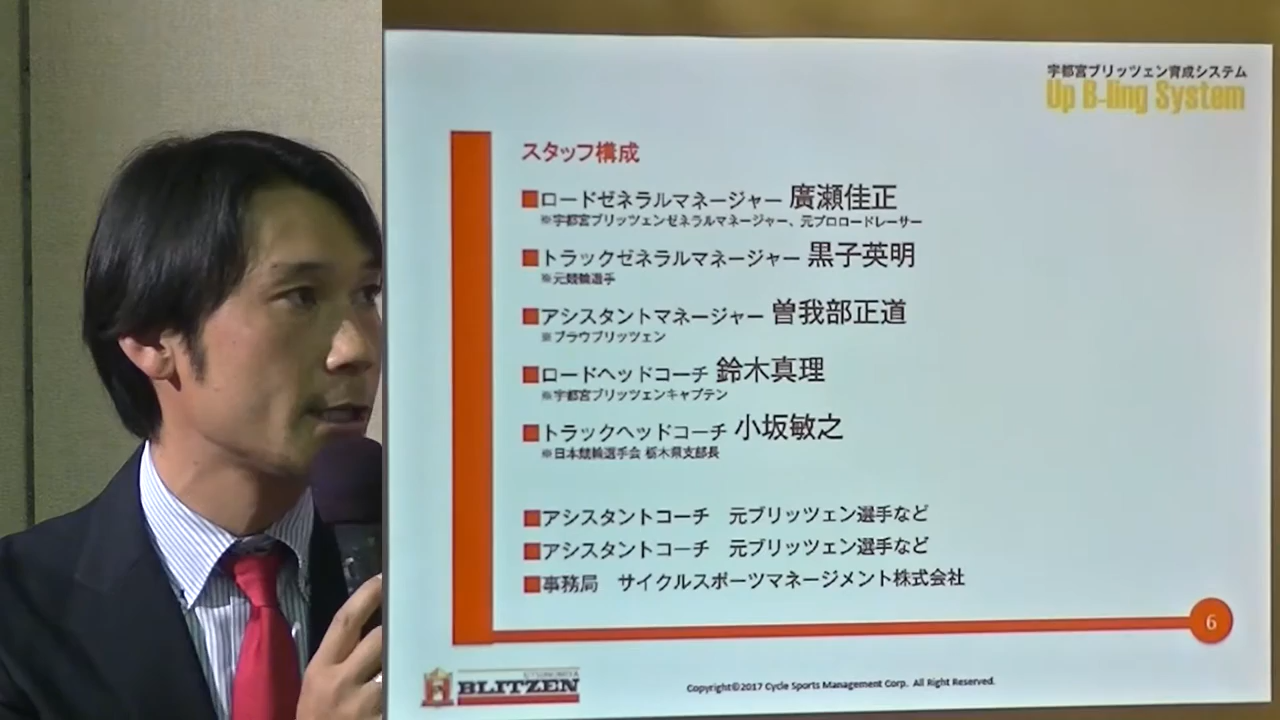 宇都宮ブリッツェン育成システム
Up B-ling System
スタッフ構成
■ロードゼネラルマネージャー 廣瀬佳正
※宇都宮ブリッツェンゼネラルマネージャー、元プロロードレーサー
■トラックゼネラルマネージャー 黒子英明
※元競輪選手
■アシスタントマネージャー 曽我部正道
※ブラウブリッツェン
■ロードヘッドコーチ 鈴木真理
※宇都宮ブリッツェンキャプテン
■トラックヘッドコーチ 小坂敏之
※日本競輪選手会 栃木県支部長
■アシスタントコーチ　元ブリッツェン選手など
■アシスタントコーチ　元ブリッツェン選手など
■事務局　サイクルスポーツマネージメント株式会社
6
UTSUNOMIYA
BLITZEN
Copyright©2017 Cycle Sports Management Corp. All Right Reserved.